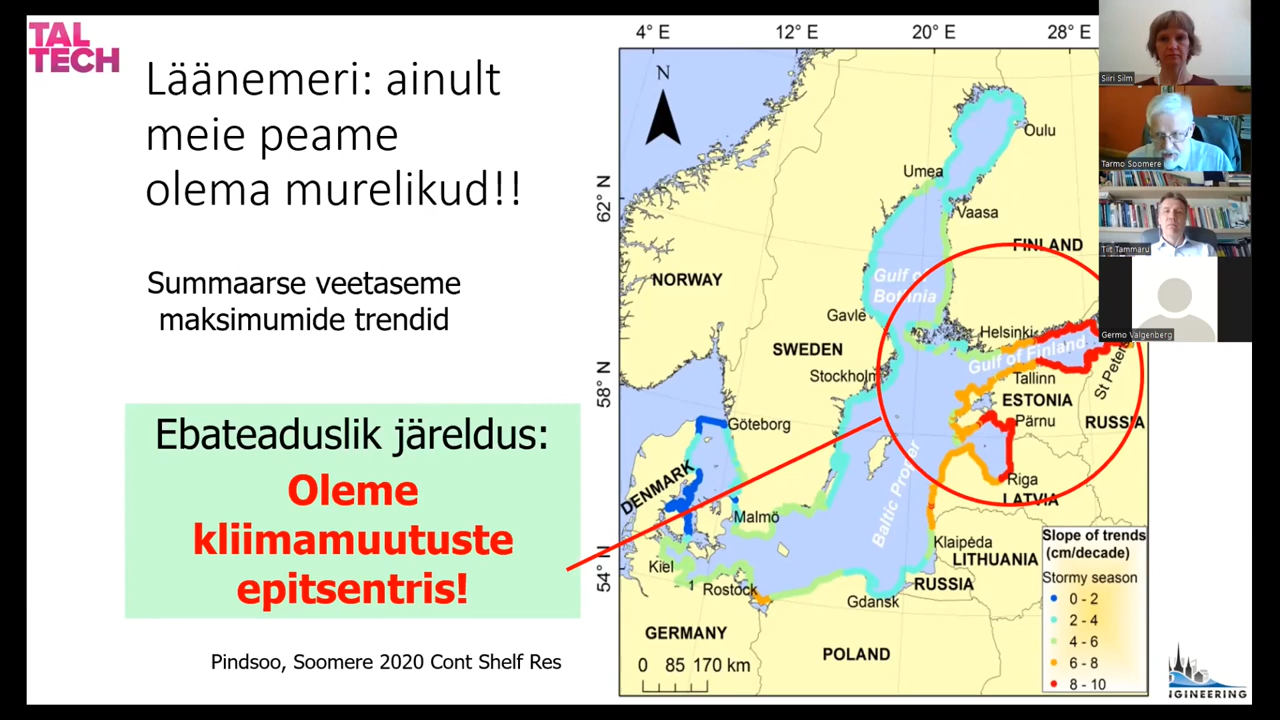 TAL
TECH
Läänemeri: ainult
meie peame
olema murelikud!!
Summaarse veetaseme
maksimumide trendid
Ebateaduslik järeldus:
Oleme
kliimamuutuste
epitsentris!
Pindsoo, Soomere 2020 Cont Shelf Res
4° E
12° E
20° E
28° E
62° N
58° N
54° N
N
Oulu
Umea
Vaasa
FINLAND
NORWAY
Gulf of
Botnia
Gavle
Helsinki
SWEDEN
Gulf of Finland
Stockholm
Tallinn
St Peter
ESTONIA
Pärnu
RUSSIA
Göteborg
Baltic Proper
Riga
LATVIA
DENMARK
Malmö
Klaipėda
LITHUANIA
Kiel
Rostock
RUSSIA
Gdansk
GERMANY
POLAND
0 85 170 km
Slope of trends
(cm/decade)
Stormy season
0 - 2
2 - 4
4 - 6
6 - 8
8 - 10
Siiri Silm
Tarmo Soomere
Tiit Tammaru
Germo Valgenberg
NGINEERING